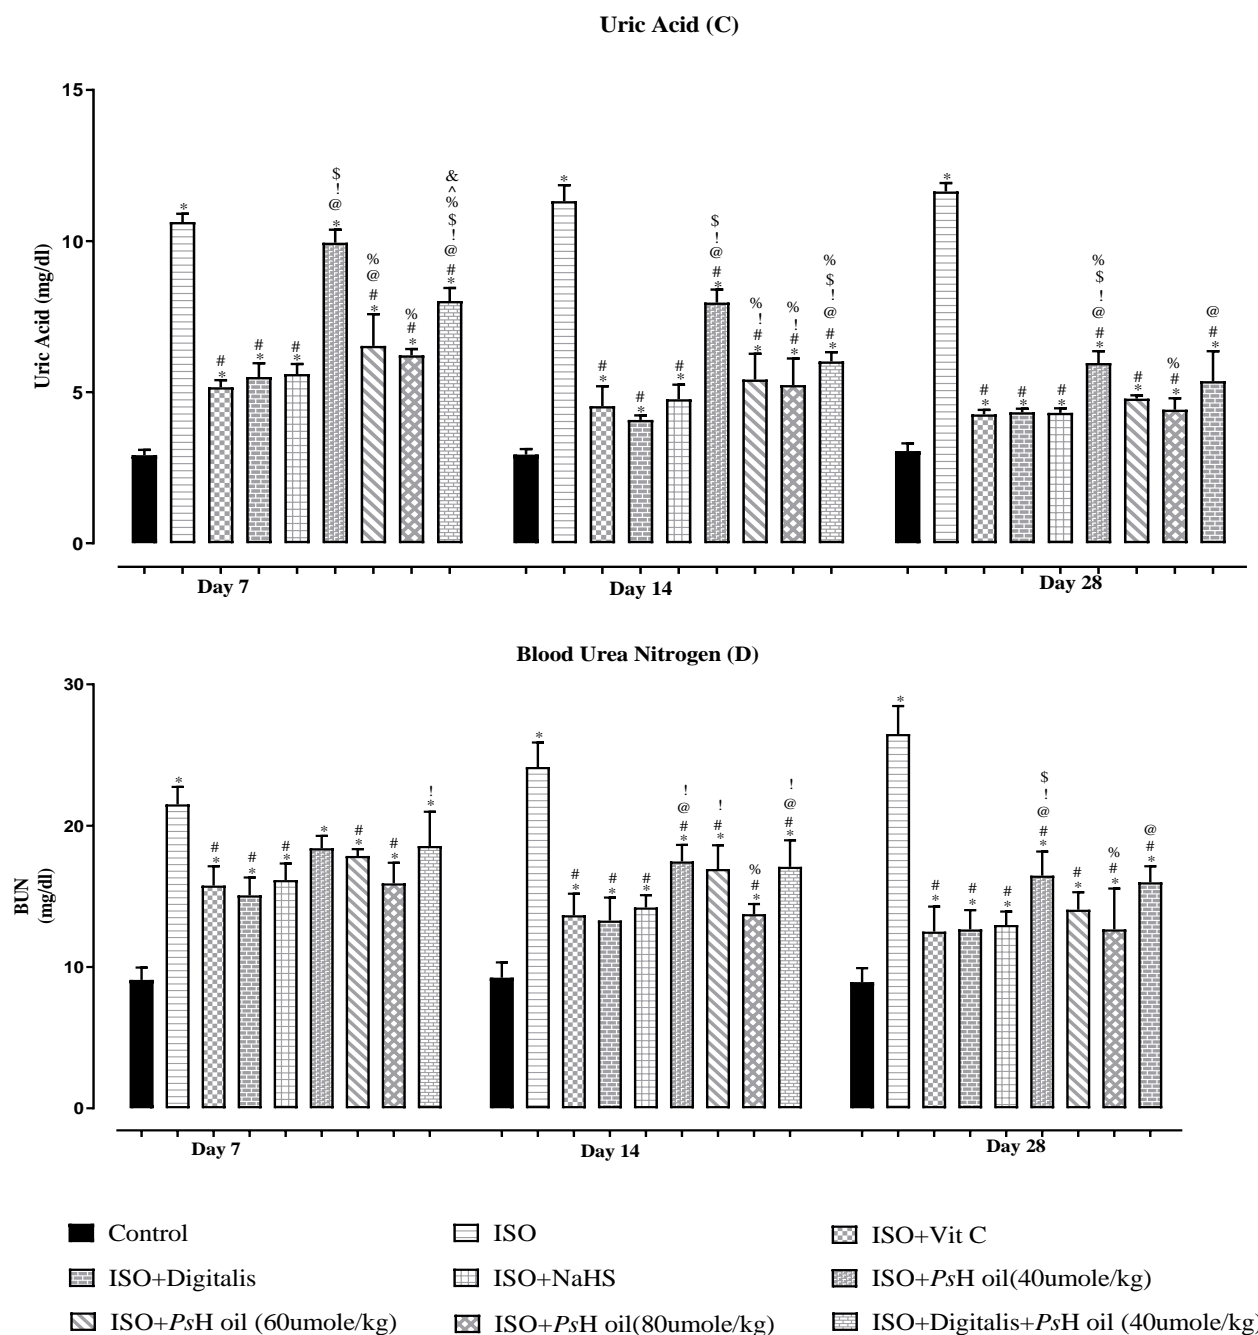 Uric Acid (C)
15
10
5
0
Uric Acid (mg/dl)
*
# *
# *
# *
$ ! @ *
% @ # *
% # *
& ^ % $ ! @ # *
*
# *
# *
# *
$ ! @ # *
% ! # *
% ! # *
% $ ! @ # *
*
# *
# *
# *
% $ ! @ # *
# *
% # *
@ # *
Day 7
Day 14
Day 28
Blood Urea Nitrogen (D)
30
20
10
0
BUN
(mg/dl)
*
# *
# *
# *
*
# *
# *
! *
*
# *
# *
# *
! @ # *
! # *
% # *
! @ # *
*
# *
# *
# *
$ ! @ # *
# *
% # *
@ # *
Day 7
Day 14
Day 28
Control
ISO
ISO+Vit C
ISO+Digitalis
ISO+NaHS
ISO+PsH oil(40umole/kg)
ISO+PsH oil (60umole/kg)
ISO+PsH oil(80umole/kg)
ISO+Digitalis+PsH oil (40umole/kg)